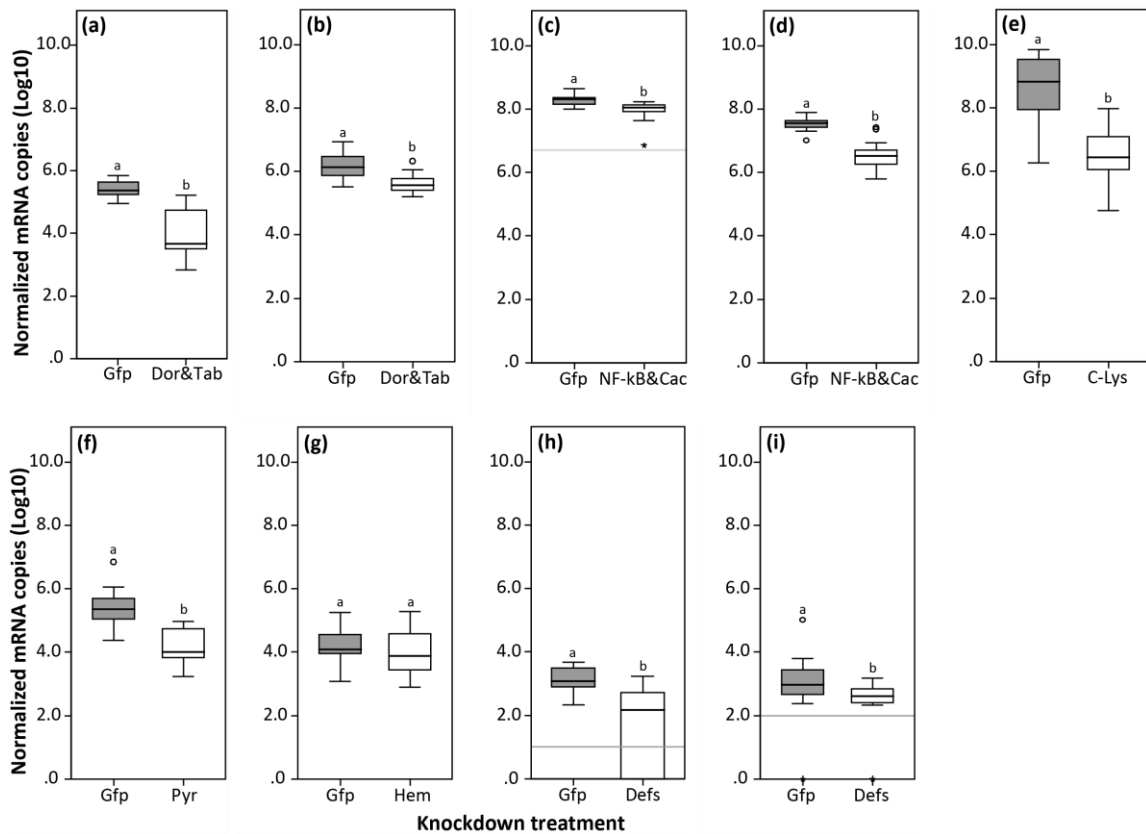 Normalized mRNA copies (Log10)
(a)
10.0
8.0
6.0
4.0
2.0
.0
a
b
Gfp Dor&Tab
(b)
10.0
8.0
6.0
4.0
2.0
.0
a
b
Gfp Dor&Tab
(c)
10.0
8.0
6.0
4.0
2.0
.0
a
b
Gfp NF-kB&Cac
(d)
10.0
8.0
6.0
4.0
2.0
.0
a
b
Gfp NF-kB&Cac
(e)
10.0
8.0
6.0
4.0
2.0
.0
a
b
Gfp C-Lys
Normalized mRNA copies (Log10)
(f)
10.0
8.0
6.0
4.0
2.0
.0
a
b
Gfp Pyr
(g)
10.0
8.0
6.0
4.0
2.0
.0
a
a
Gfp Hem
(h)
10.0
8.0
6.0
4.0
2.0
.0
a
b
Gfp Defs
(i)
10.0
8.0
6.0
4.0
2.0
.0
a
b
Gfp Defs
Knockdown treatment